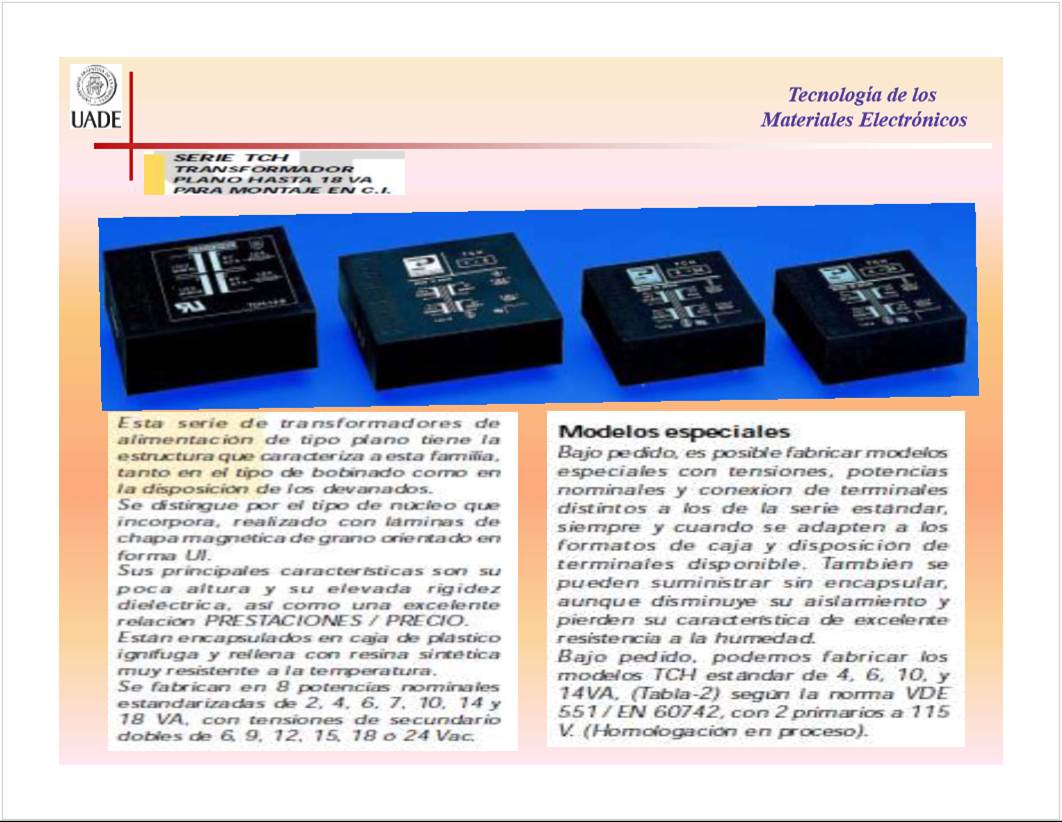 UADE
Tecnología de los
Materiales Electrónicos
SERIE TCH
TRANSFORMADOR
PLANO HASTA 18 VA
PARA MONTAJE EN C.I.
TCH
TCH
TCH
Esta serie de transformadores de
alimentación de tipo plano tiene la
estructura que caracteriza a esta familia,
tanto en el tipo de bobinado como en
la disposición de los devanados.
Se distingue por el tipo de núcleo que
incorpora, realizado con láminas de
chapa magnética de grano orientado en
forma UI.
Sus principales características son su
poca altura y su elevada rigidez
dieléctrica, así como una excelente
relación PRESTACIONES / PRECIO.
Están encapsulados en caja de plástico
ignífuga y rellena con resina sintética
muy resistente a la temperatura.
Se fabrican en 8 potencias nominales
estandarizadas de 2, 4, 6, 7, 10, 14 y
18 VA, con tensiones de secundario
dobles de 6, 9, 12, 15, 18 ó 24 Vac.
Modelos especiales
Bajo pedido, es posible fabricar modelos
especiales con tensiones, potencias
nominales y conexion de terminales
distintos a los de la serie estándar,
siempre y cuando se adapten a los
formatos de caja y disposición de
terminales disponible. También se
pueden suministrar sin encapsular,
aunque disminuye su aislamiento y
pierden su característica de excelente
resistencia a la humedad.
Bajo pedido, podemos fabricar los
modelos TCH estándar de 4, 6, 10, y
14VA, (Tabla-2) según la norma VDE
551 / EN 60742, con 2 primarios a 115
V. (Homologación en proceso).